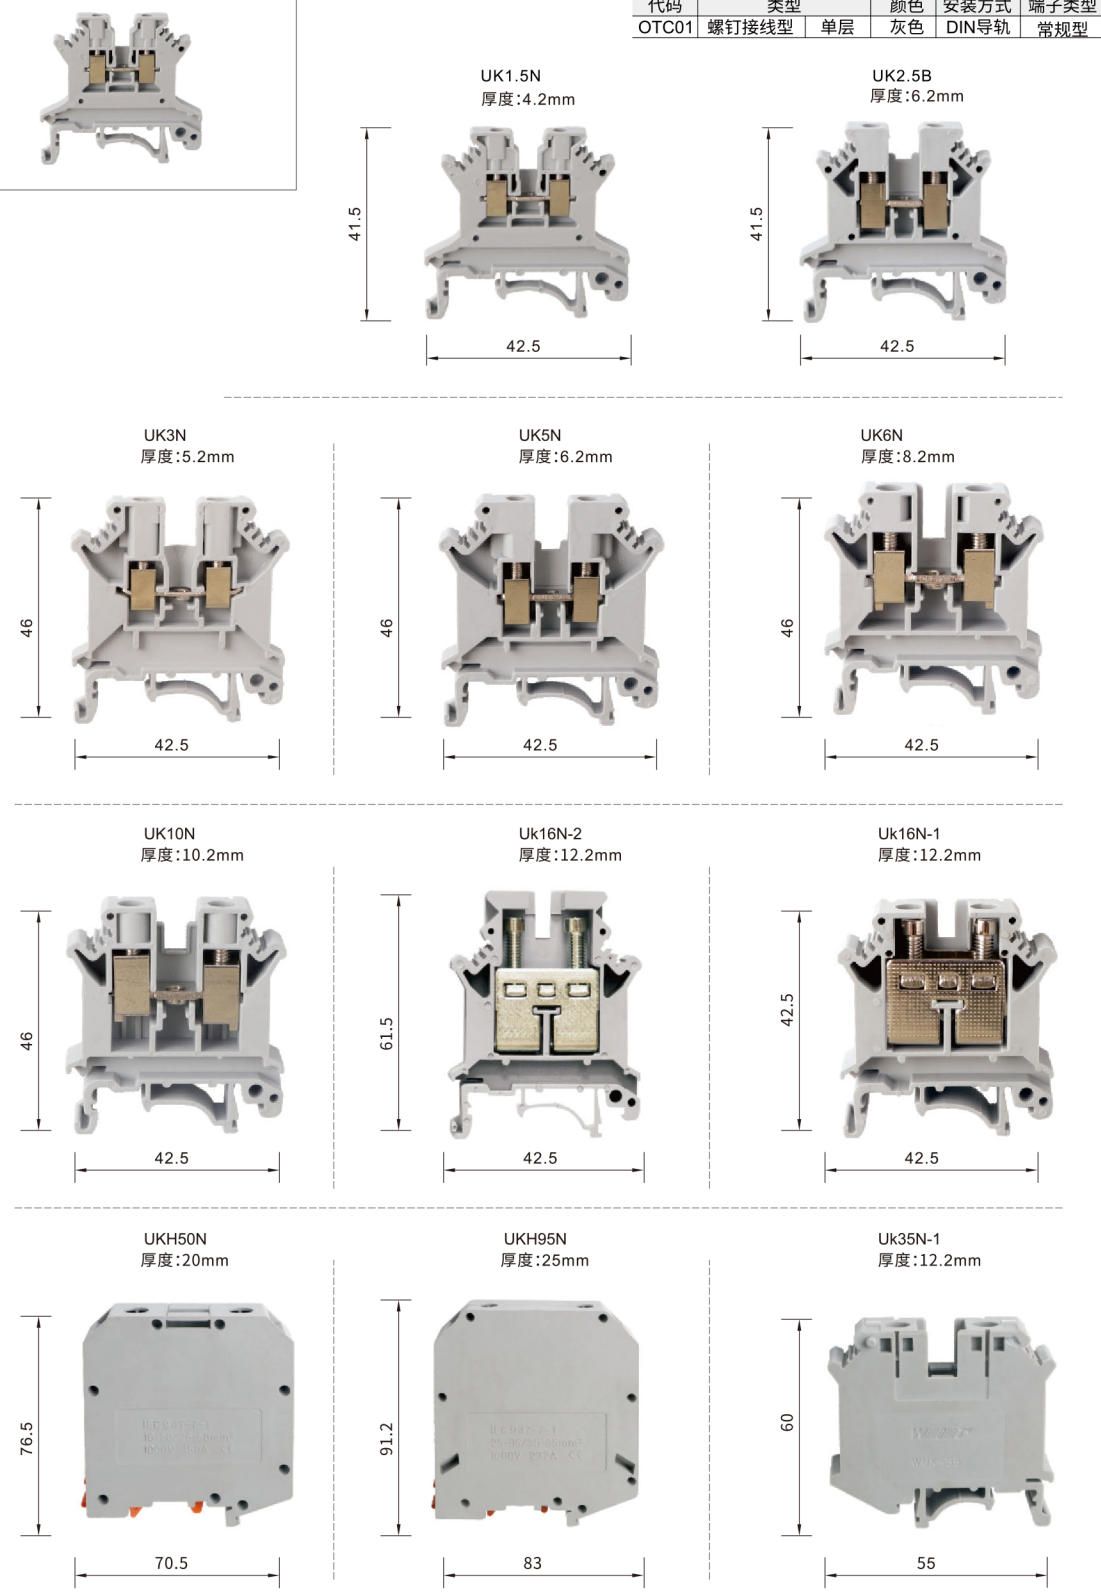 代码 类型 颜色 安装方式 端子类型
OTC01 螺钉接线型 单层 灰色 DIN导轨 常规型
UK1.5N
厚度:4.2mm
41.5
42.5
UK2.5B
厚度:6.2mm
41.5
42.5
UK3N
厚度:5.2mm
46
42.5
UK5N
厚度:6.2mm
46
42.5
UK6N
厚度:8.2mm
46
42.5
UK10N
厚度:10.2mm
46
42.5
Uk16N-2
厚度:12.2mm
61.5
42.5
Uk16N-1
厚度:12.2mm
42.5
42.5
UKH50N
厚度:20mm
76.5
70.5
UKH95N
厚度:25mm
91.2
83
Uk35N-1
厚度:12.2mm
60
55